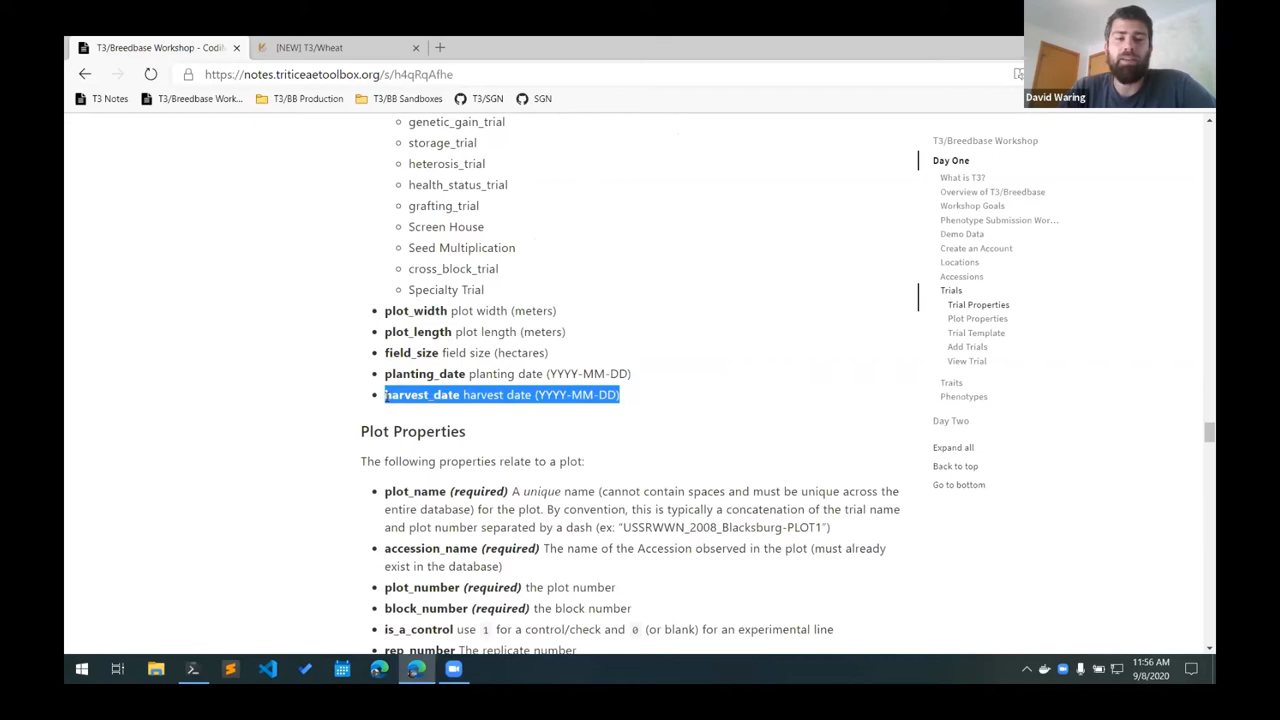 T3/Breedbase Workshop - CodiM
[NEW] T3/Wheat
https://notes.triticeaetoolbox.org/s/h4qRqAfhe
T3 Notes
T3/Breedbase Work...
T3/BB Production
T3/BB Sandboxes
T3/SGN
SGN
David Waring
genetic_gain_trial
storage_trial
heterosis_trial
health_status_trial
grafting_trial
Screen House
Seed Multiplication
cross_block_trial
Specialty Trial
plot_width plot width (meters)
plot_length plot length (meters)
field_size field size (hectares)
planting_date planting date (YYYY-MM-DD)
harvest_date harvest date (YYYY-MM-DD)
Plot Properties
The following properties relate to a plot:
plot_name (required) A unique name (cannot contain spaces and must be unique across the
entire database) for the plot. By convention, this is typically a concatenation of the trial name
and plot number separated by a dash (ex: “USSRWWN_2008_Blacksburg-PLOT1”)
accession_name (required) The name of the Accession observed in the plot (must already
exist in the database)
plot_number (required) the plot number
block_number (required) the block number
is_a_control use 1 for a control/check and 0 (or blank) for an experimental line
rep_number The replicate number
T3/Breedbase Workshop
Day One
What is T3?
Overview of T3/Breedbase
Workshop Goals
Phenotype Submission Wor...
Demo Data
Create an Account
Locations
Accessions
Trials
Trial Properties
Plot Properties
Trial Template
Add Trials
View Trial
Traits
Phenotypes
Day Two
Expand all
Back to top
Go to bottom
11:56 AM
9/8/2020